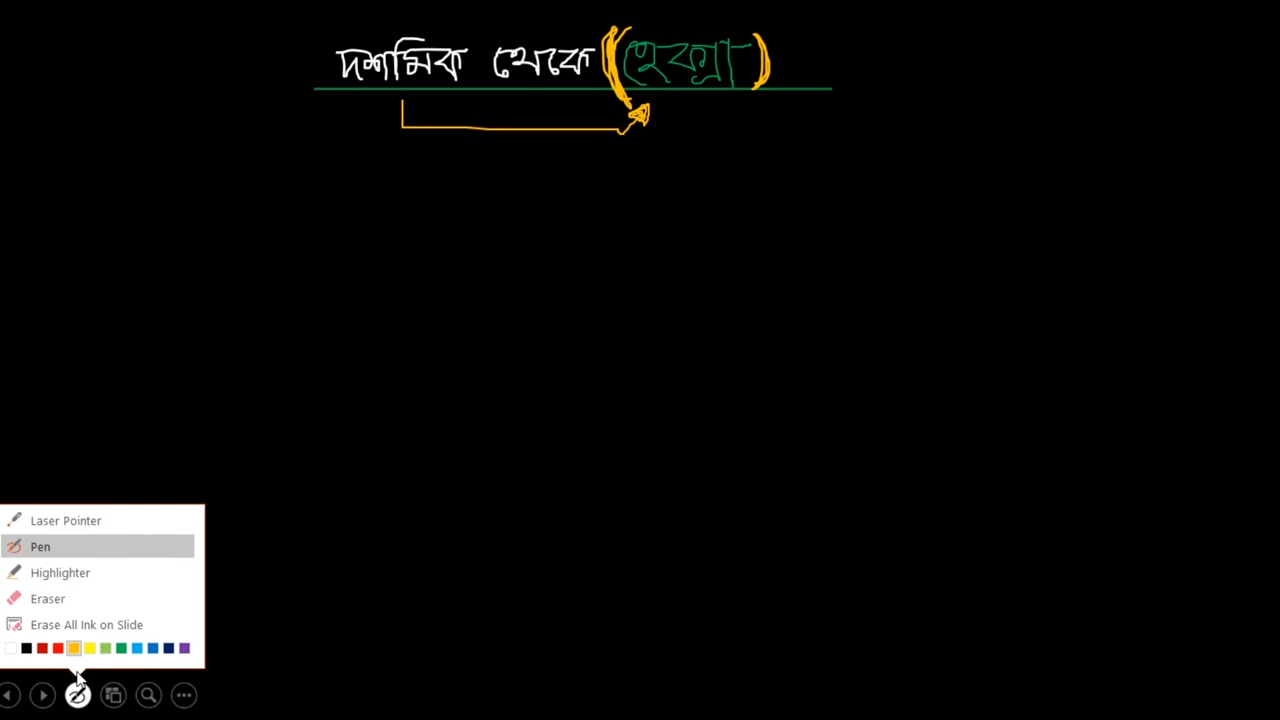 দশমিক থেকে
Laser Pointer
Pen
Highlighter
Eraser
Erase All Ink on Slide